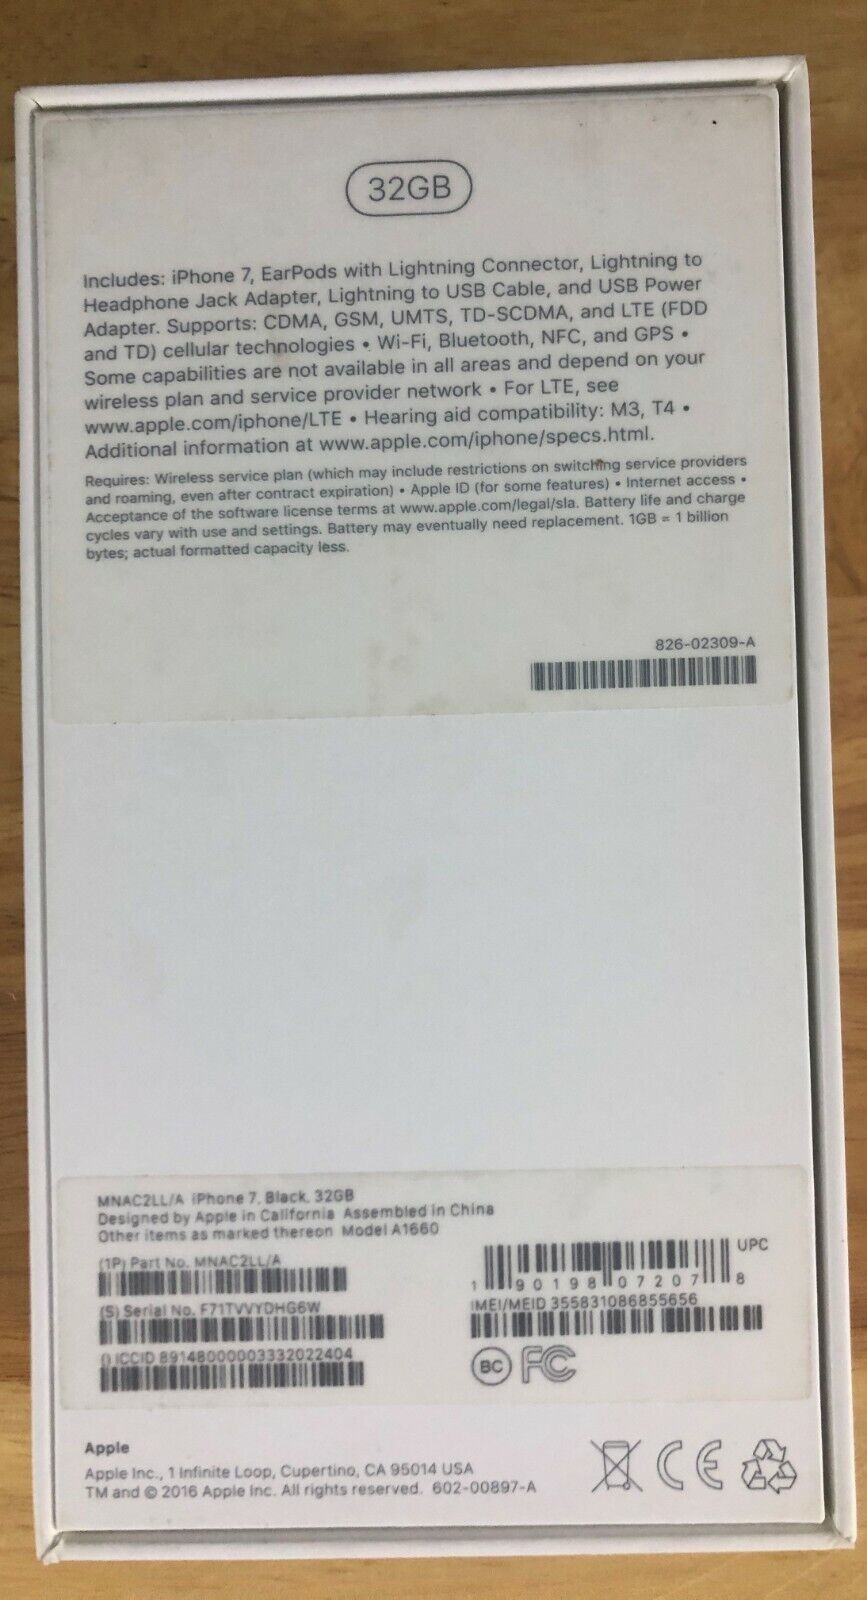 32GB
Includes: iPhone 7, EarPods with Lightning Connector, Lightning to
Headphone Jack Adapter, Lightning to USB Cable, and USB Power
Adapter. Supports: CDMA, GSM, UMTS, TD-SCDMA, and LTE (FDD
and TD) cellular technologies • Wi-Fi, Bluetooth, NFC, and GPS •
Some capabilities are not available in all areas and depend on your
wireless plan and service provider network • For LTE, see
www.apple.com/iphone/LTE • Hearing aid compatibility: M3, T4 •
Additional information at www.apple.com/iphone/specs.html.
Requires: Wireless service plan (which may include restrictions on switching service providers
and roaming, even after contract expiration) • Apple ID (for some features) • Internet access •
Acceptance of the software license terms at www.apple.com/legal/sla. Battery life and charge
cycles vary with use and settings. Battery may eventually need replacement. 1GB = 1 billion
bytes; actual formatted capacity less.
826-02309-A
MNAC2LL/A iPhone 7, Black, 32GB
Designed by Apple in California Assembled in China
Other items as marked thereon Model A1660
(1P) Part No. MNAC2LL/A
(S) Serial No. F71TVVYDHG6W
() ICCID 89148000003332022404
UPC
1 90198 07207 8
IMEI/MEID 355831086855656
BC FC
Apple
Apple Inc., 1 Infinite Loop, Cupertino, CA 95014 USA
TM and © 2016 Apple Inc. All rights reserved. 602-00897-A
CE